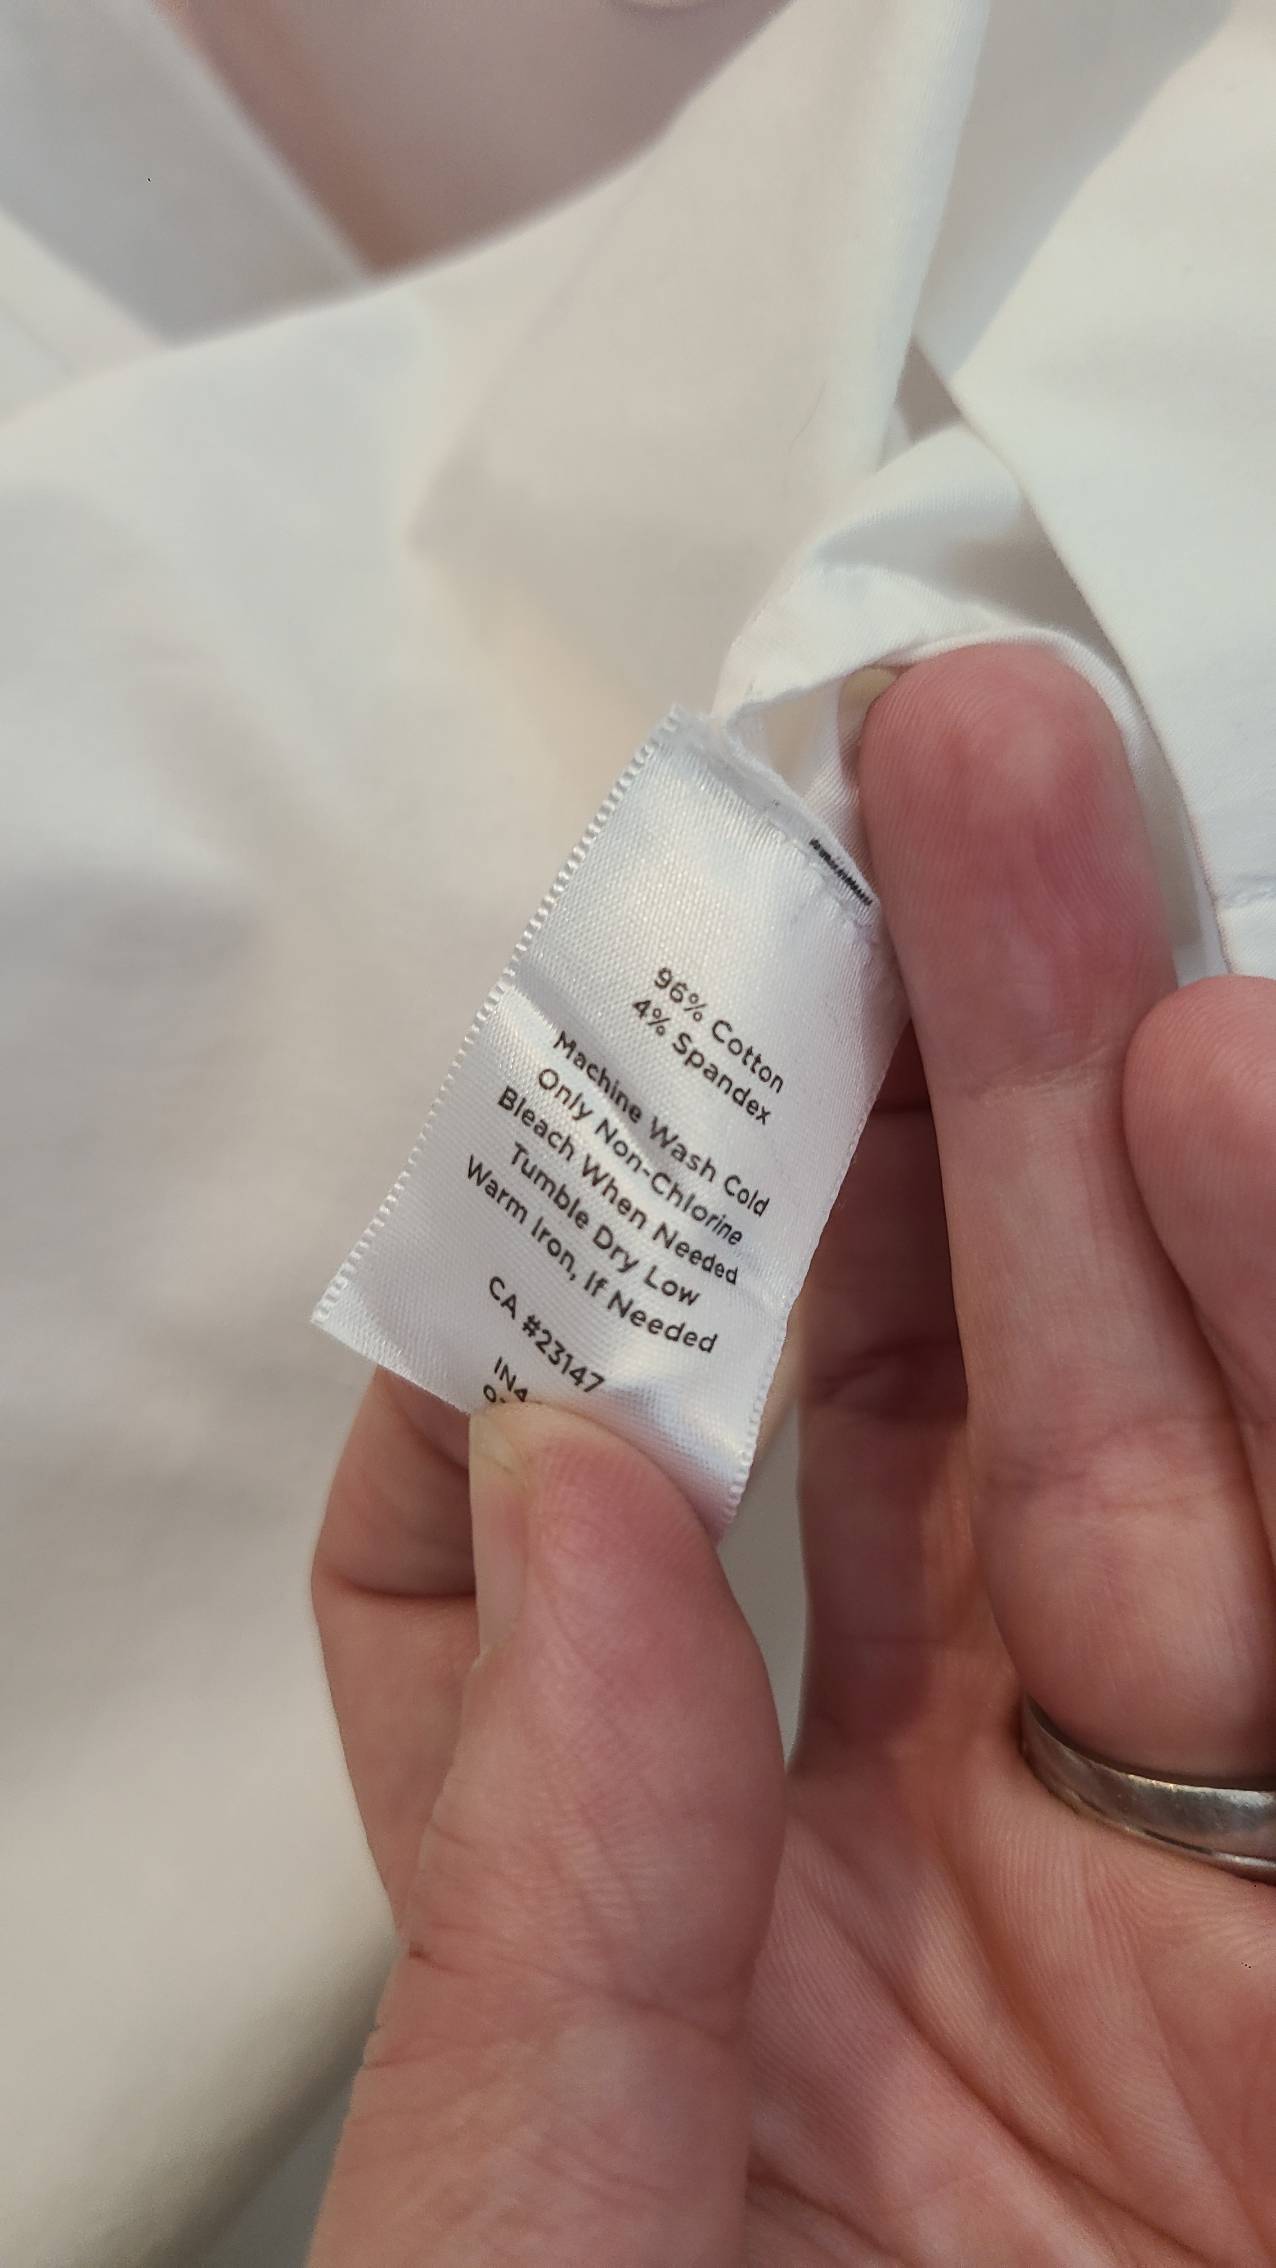 96% Cotton
4% Spandex
Machine Wash Cold
Only Non-Chlorine
Bleach When Needed
Tumble Dry Low
Warm Iron, If Needed
CA #23147